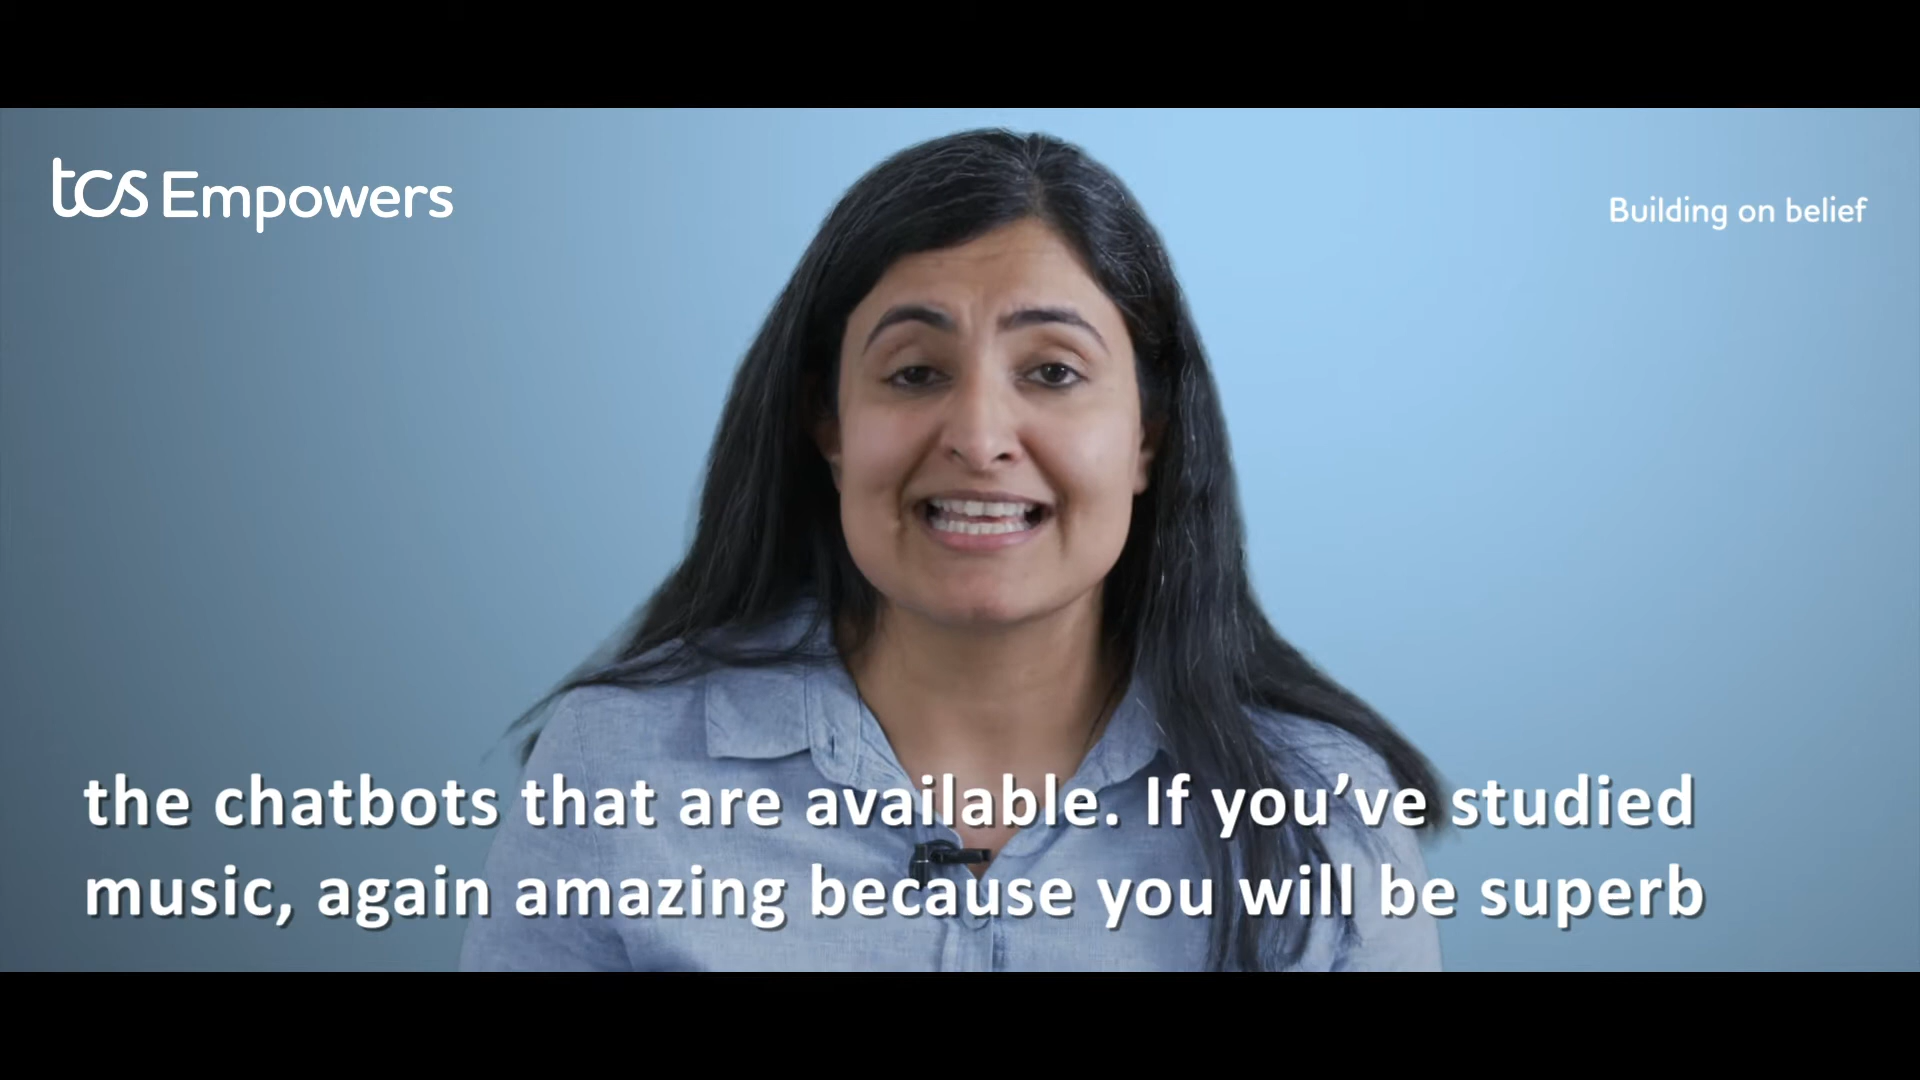 tcs Empowers
Building on belief
the chatbots that are available. If you’ve studied
music, again amazing because you will be superb